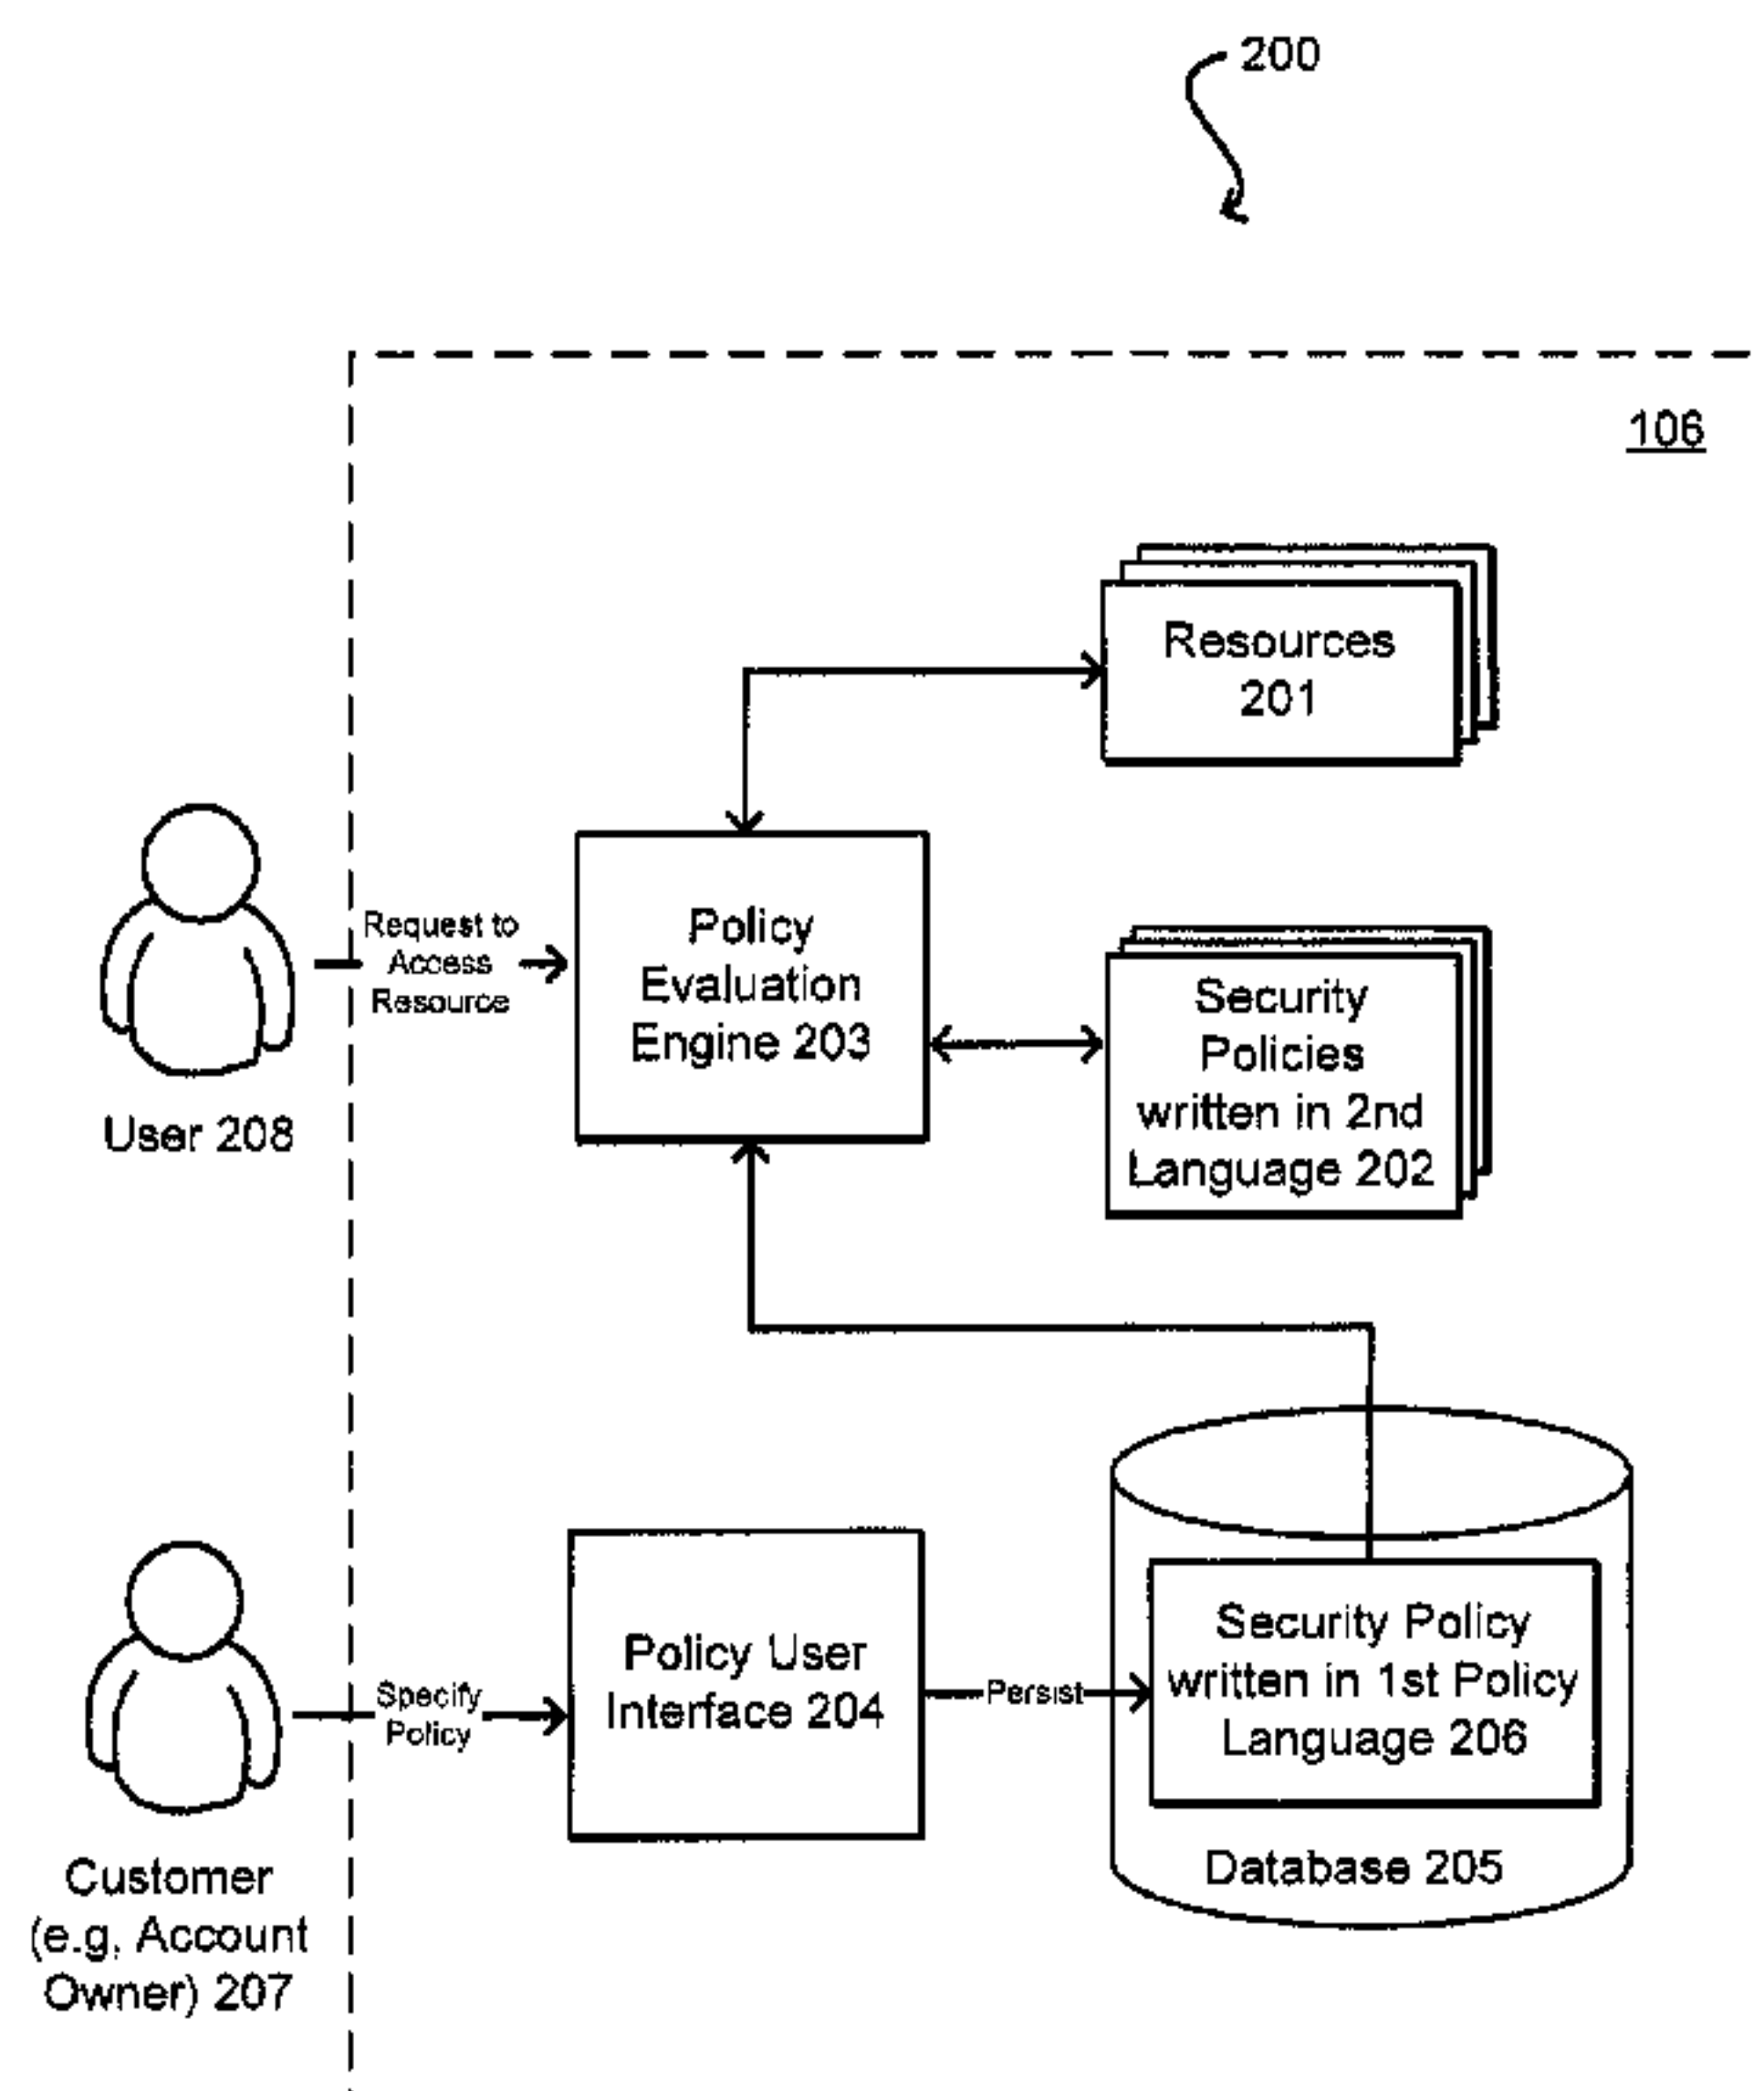 200
106
Resources
201
Request to
Access
Resource
Policy
Evaluation
Engine 203
Security
Policies
written in 2nd
Language 202
User 208
Specify
Policy
Policy User
Interface 204
Persist
Security Policy
written in 1st Policy
Language 206
Database 205
Customer
(e.g, Account
Owner) 207